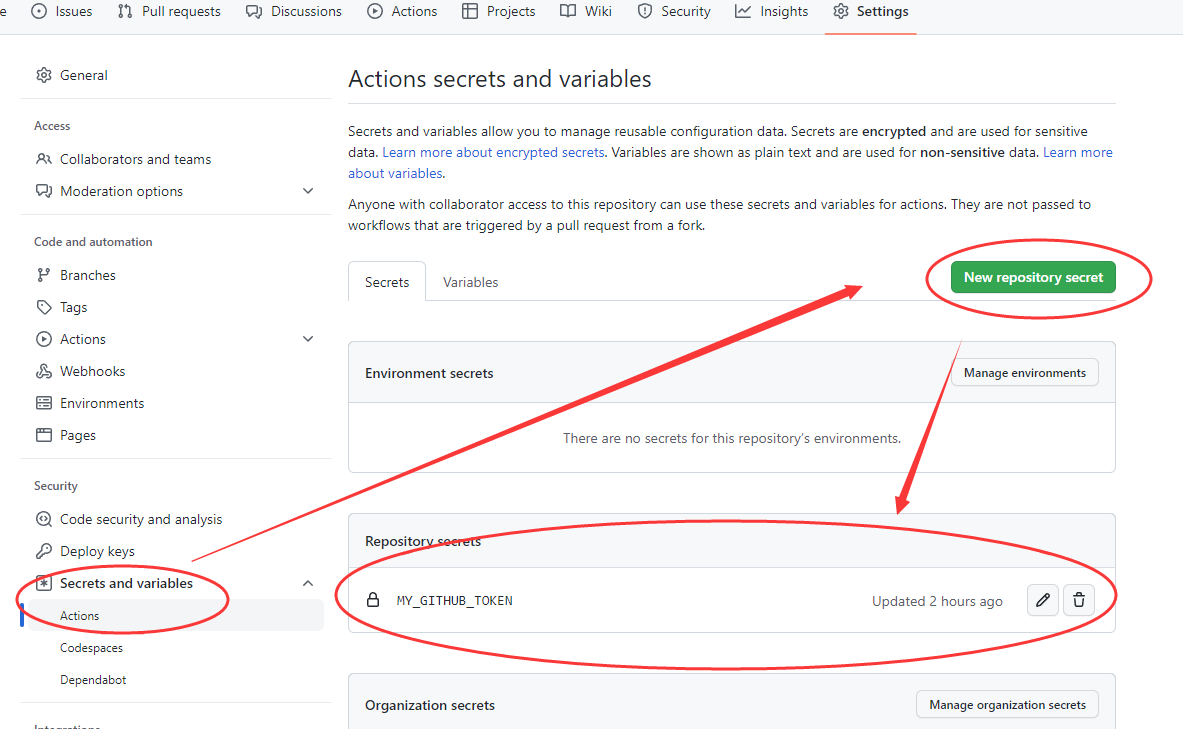 e Issues Pull requests Discussions Actions Projects Wiki Security Insights Settings
General
Access
Collaborators and teams
Moderation options
Code and automation
Branches
Tags
Actions
Webhooks
Environments
Pages
Security
Code security and analysis
Deploy keys
Secrets and variables
Actions
Codespaces
Dependabot
Integrations
Actions secrets and variables
Secrets and variables allow you to manage reusable configuration data. Secrets are encrypted and are used for sensitive
data. Learn more about encrypted secrets. Variables are shown as plain text and are used for non-sensitive data. Learn more
about variables.
Anyone with collaborator access to this repository can use these secrets and variables for actions. They are not passed to
workflows that are triggered by a pull request from a fork.
Secrets Variables New repository secret
Environment secrets Manage environments
There are no secrets for this repository's environments.
Repository secrets
MY_GITHUB_TOKEN Updated 2 hours ago
Organization secrets Manage organization secrets